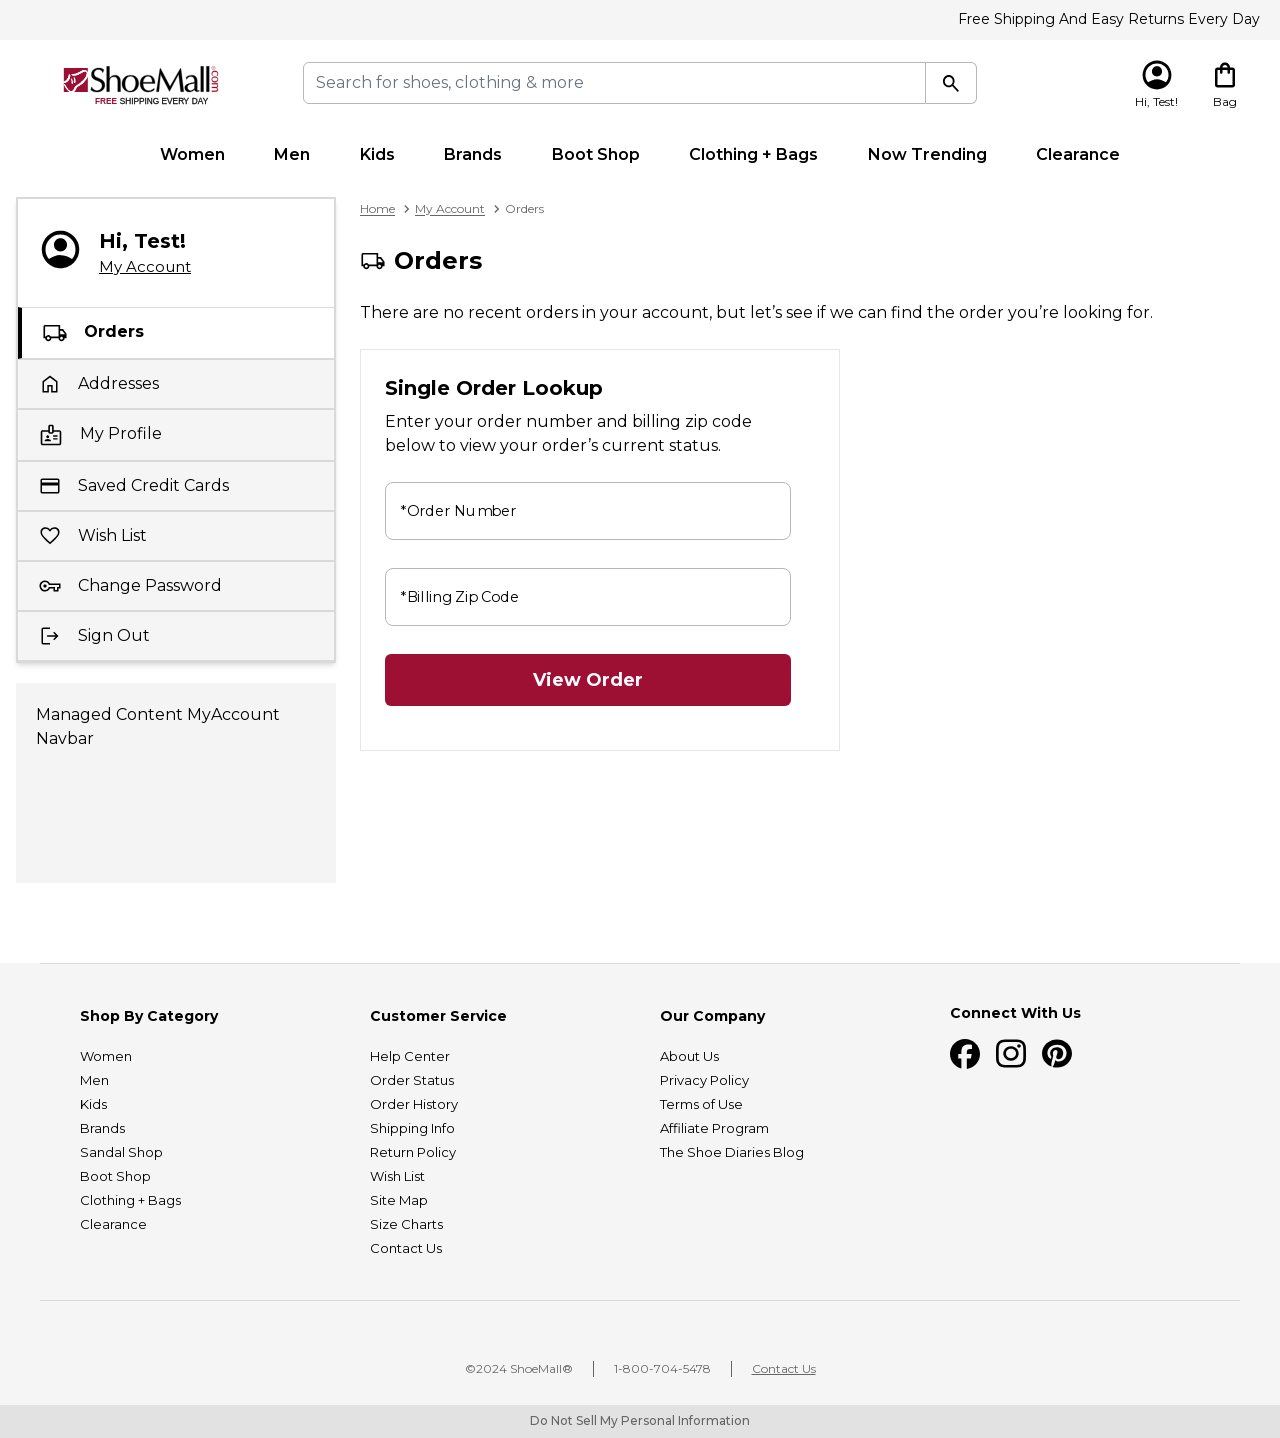 Free Shipping And Easy Returns Every Day
ShoeMall®.com
FREE SHIPPING EVERY DAY
Search for shoes, clothing & more
Hi, Test!
Bag
Women
Men
Kids
Brands
Boot Shop
Clothing + Bags
Now Trending
Clearance
Hi, Test!
My Account
Orders
Addresses
My Profile
Saved Credit Cards
Wish List
Change Password
Sign Out
Managed Content MyAccount
Navbar
Home > My Account > Orders
Orders
There are no recent orders in your account, but let’s see if we can find the order you’re looking for.
Single Order Lookup
Enter your order number and billing zip code
below to view your order’s current status.
*Order Number
*Billing Zip Code
View Order
Shop By Category
Women
Men
Kids
Brands
Sandal Shop
Boot Shop
Clothing + Bags
Clearance
Customer Service
Help Center
Order Status
Order History
Shipping Info
Return Policy
Wish List
Site Map
Size Charts
Contact Us
Our Company
About Us
Privacy Policy
Terms of Use
Affiliate Program
The Shoe Diaries Blog
Connect With Us
©2024 ShoeMall®
1-800-704-5478
Contact Us
Do Not Sell My Personal Information